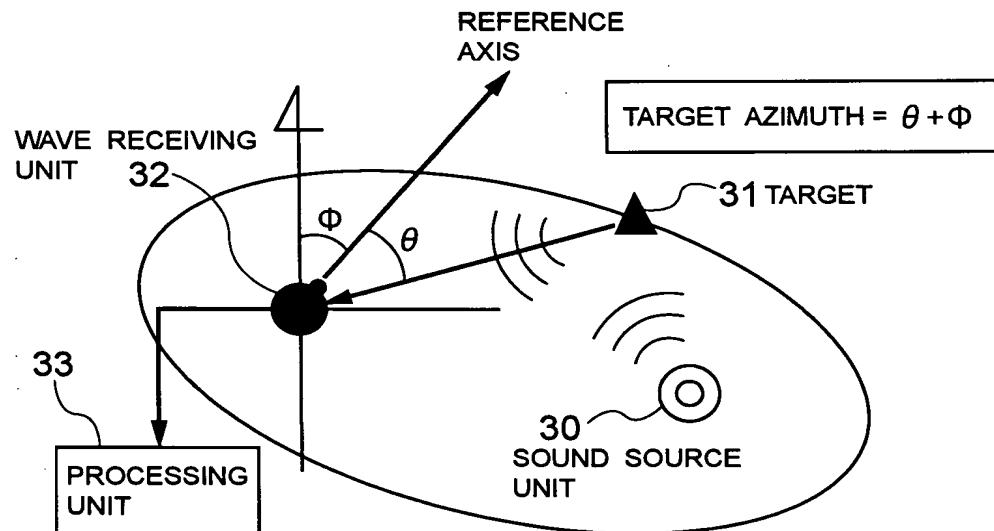 REFERENCE
AXIS
TARGET AZIMUTH = θ + Φ
WAVE RECEIVING
UNIT
32
31 TARGET
Φ
θ
33
PROCESSING
UNIT
30
SOUND SOURCE
UNIT